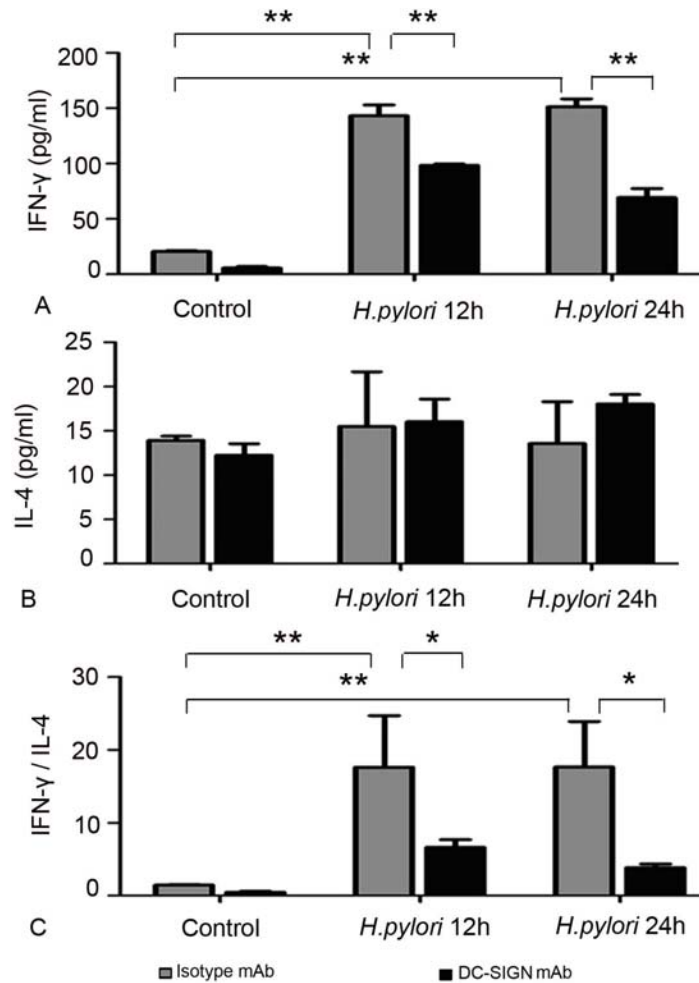 ** **
** **
200
150
100
50
0
IFN-γ (pg/ml)
A
Control H.pylori 12h H.pylori 24h
25
20
15
10
5
0
IL-4 (pg/ml)
B
Control H.pylori 12h H.pylori 24h
** *
** *
30
20
10
0
IFN-γ / IL-4
C
Control H.pylori 12h H.pylori 24h
Isotype mAb DC-SIGN mAb